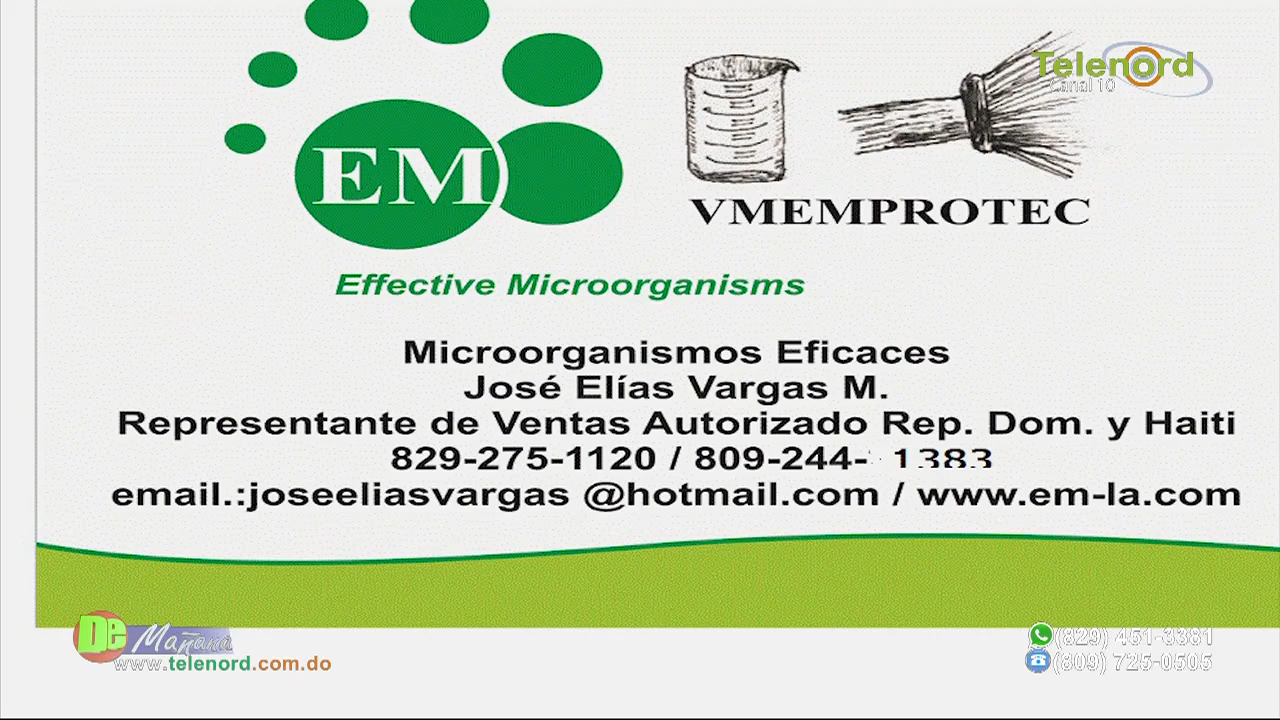 Telenord
Canal 10
EM
VMEMPROTEC
Effective Microorganisms
Microorganismos Eficaces
José Elías Vargas M.
Representante de Ventas Autorizado Rep. Dom. y Haiti
829-275-1120 / 809-244- 1383
email.:joseeliasvargas @hotmail.com / www.em-la.com
De Mañana
www.telenord.com.do
(829) 451-3381
(809) 725-0505